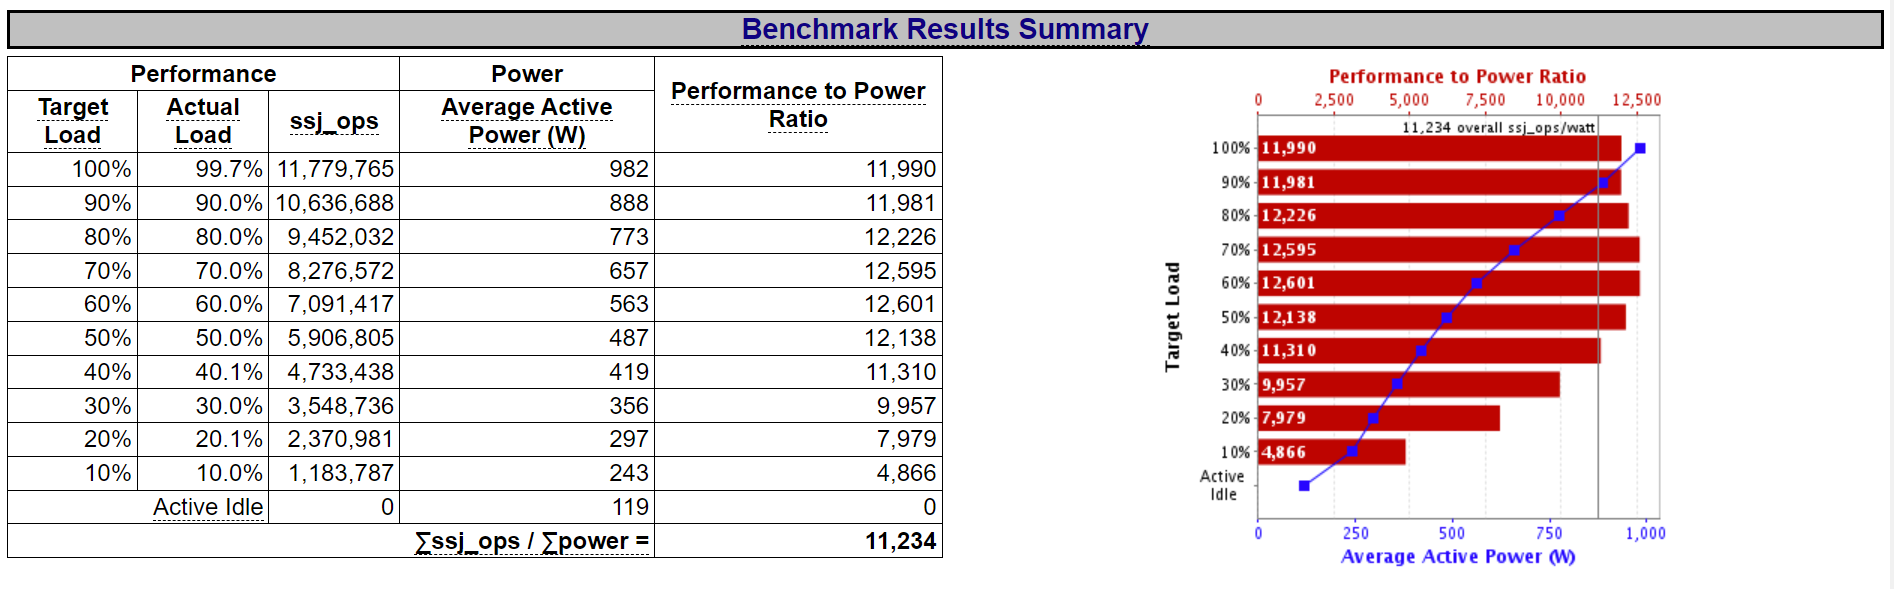 Benchmark Results Summary
Performance Power Performance to Power Ratio
Target Load Actual Load ssj_ops Average Active Power (W)
100% 99.7% 11,779,765 982 11,990
90% 90.0% 10,636,688 888 11,981
80% 80.0% 9,452,032 773 12,226
70% 70.0% 8,276,572 657 12,595
60% 60.0% 7,091,417 563 12,601
50% 50.0% 5,906,805 487 12,138
40% 40.1% 4,733,438 419 11,310
30% 30.0% 3,548,736 356 9,957
20% 20.1% 2,370,981 297 7,979
10% 10.0% 1,183,787 243 4,866
Active Idle 0 119 0
∑ssj_ops / ∑power = 11,234
Performance to Power Ratio
0 2,500 5,000 7,500 10,000 12,500
11,234 overall ssj_ops/watt
100% 11,990
90% 11,981
80% 12,226
70% 12,595
60% 12,601
50% 12,138
40% 11,310
30% 9,957
20% 7,979
10% 4,866
Active
Idle
Target Load
0 250 500 750 1,000
Average Active Power (W)